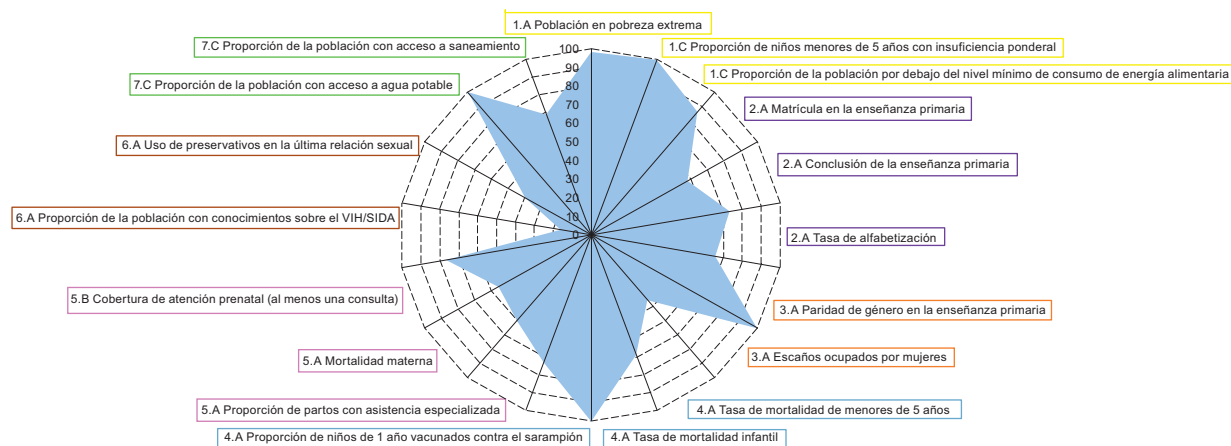 1.A Población en pobreza extrema
7.C Proporción de la población con acceso a saneamiento
1.C Proporción de niños menores de 5 años con insuficiencia ponderal
1.C Proporción de la población por debajo del nivel mínimo de consumo de energía alimentaria
7.C Proporción de la población con acceso a agua potable
2.A Matrícula en la enseñanza primaria
6.A Uso de preservativos en la última relación sexual
2.A Conclusión de la enseñanza primaria
6.A Proporción de la población con conocimientos sobre el VIH/SIDA
2.A Tasa de alfabetización
5.B Cobertura de atención prenatal (al menos una consulta)
3.A Paridad de género en la enseñanza primaria
5.A Mortalidad materna
3.A Escaños ocupados por mujeres
5.A Proporción de partos con asistencia especializada
4.A Tasa de mortalidad de menores de 5 años
4.A Proporción de niños de 1 año vacunados contra el sarampión
4.A Tasa de mortalidad infantil
100
90
80
70
60
50
40
30
20
10
0